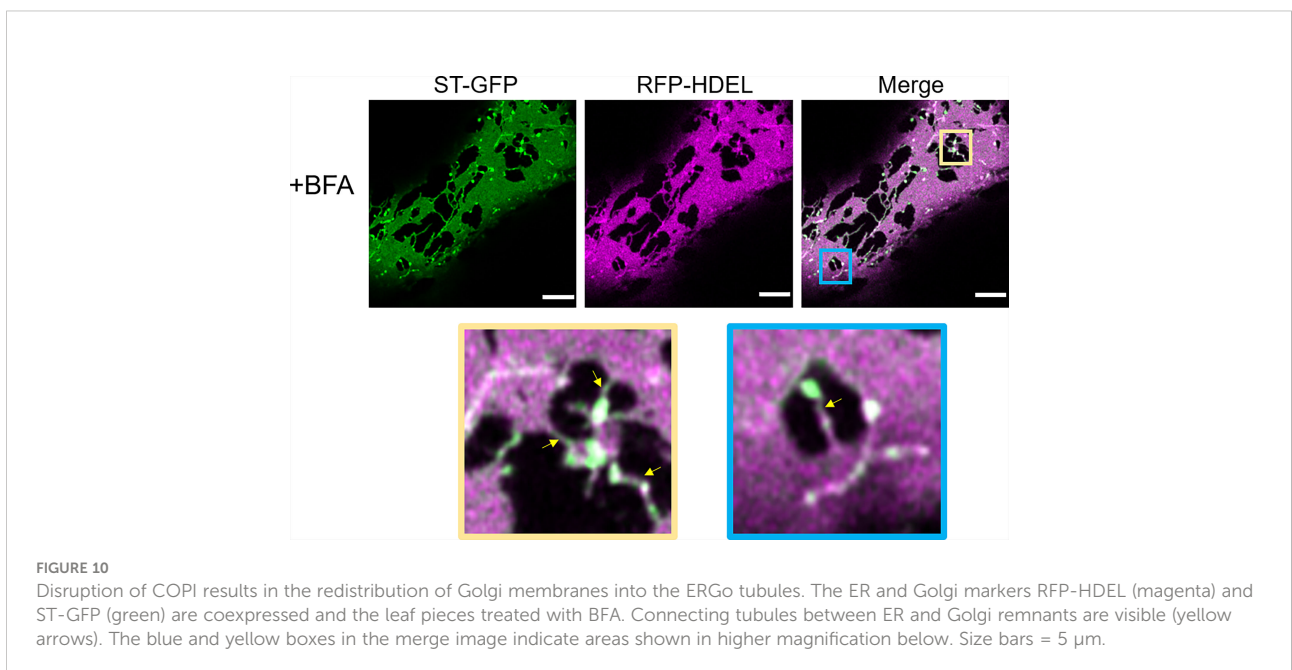 ST-GFP RFP-HDEL Merge
+BFA
FIGURE 10
Disruption of COPI results in the redistribution of Golgi membranes into the ERGo tubules. The ER and Golgi markers RFP-HDEL (magenta) and
ST-GFP (green) are coexpressed and the leaf pieces treated with BFA. Connecting tubules between ER and Golgi remnants are visible (yellow
arrows). The blue and yellow boxes in the merge image indicate areas shown in higher magnification below. Size bars = 5 µm.